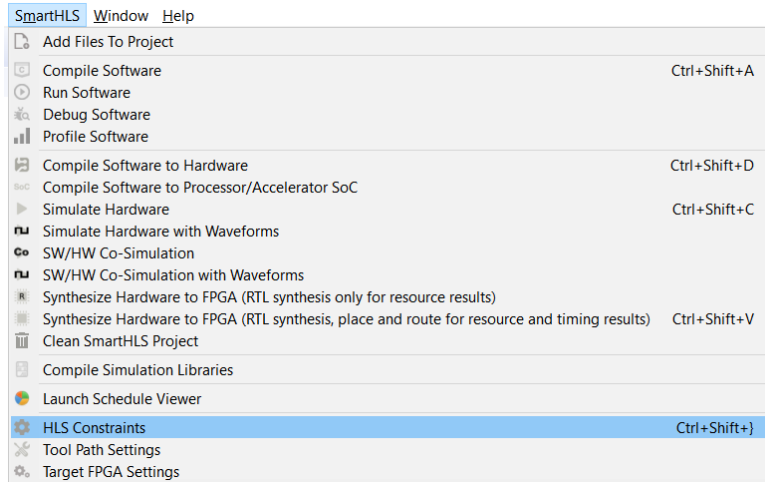 SmartHLS Window Help
Add Files To Project
Compile Software Ctrl+Shift+A
Run Software
Debug Software
Profile Software
Compile Software to Hardware Ctrl+Shift+D
SoC Compile Software to Processor/Accelerator SoC
Simulate Hardware Ctrl+Shift+C
Simulate Hardware with Waveforms
Co SW/HW Co-Simulation
SW/HW Co-Simulation with Waveforms
R Synthesize Hardware to FPGA (RTL synthesis only for resource results)
Synthesize Hardware to FPGA (RTL synthesis, place and route for resource and timing results) Ctrl+Shift+V
Clean SmartHLS Project
Compile Simulation Libraries
Launch Schedule Viewer
HLS Constraints Ctrl+Shift+}
Tool Path Settings
Target FPGA Settings